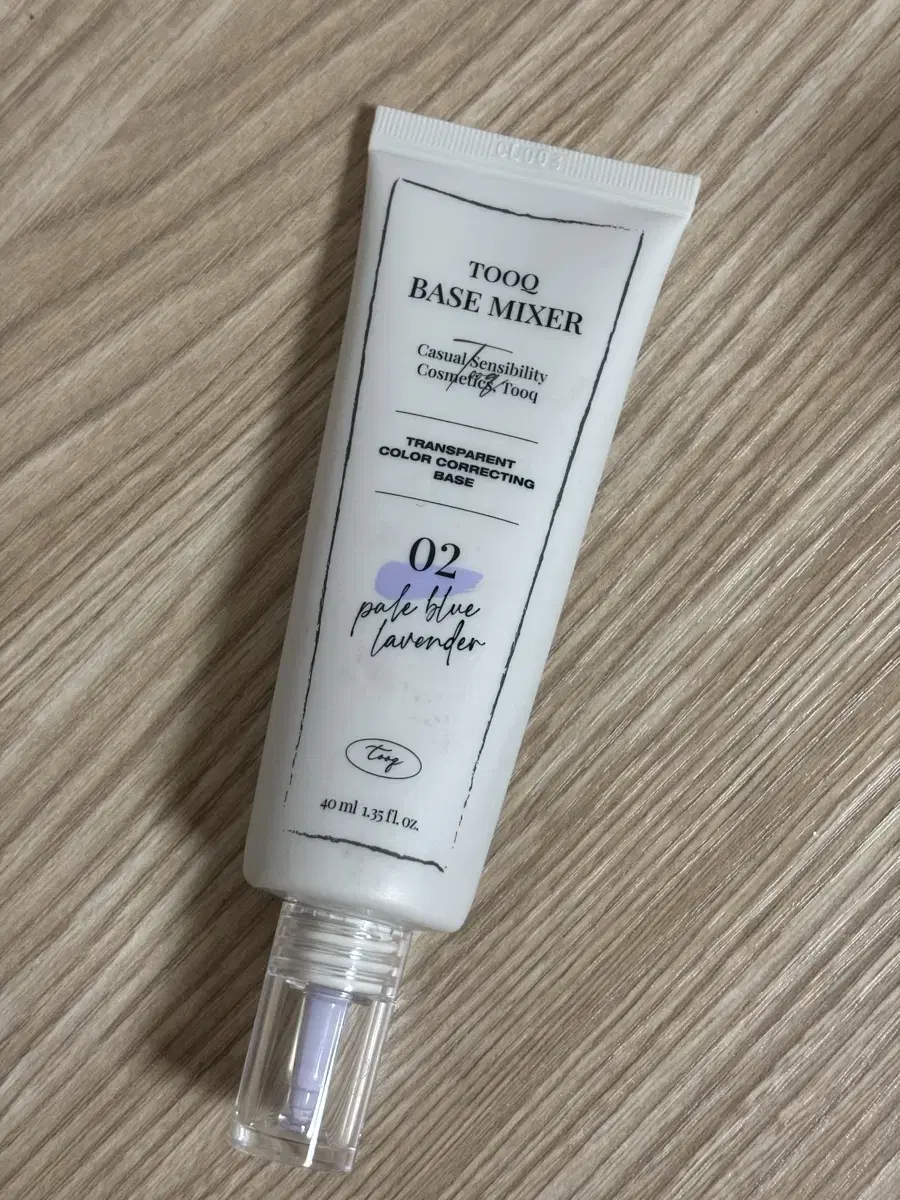 TOOQ
BASE MIXER
Tooq
Casual Sensibility
Cosmetics, Tooq
TRANSPARENT
COLOR CORRECTING
BASE
02
pale blue
lavender
tooq
40 ml 1.35 fl. oz.